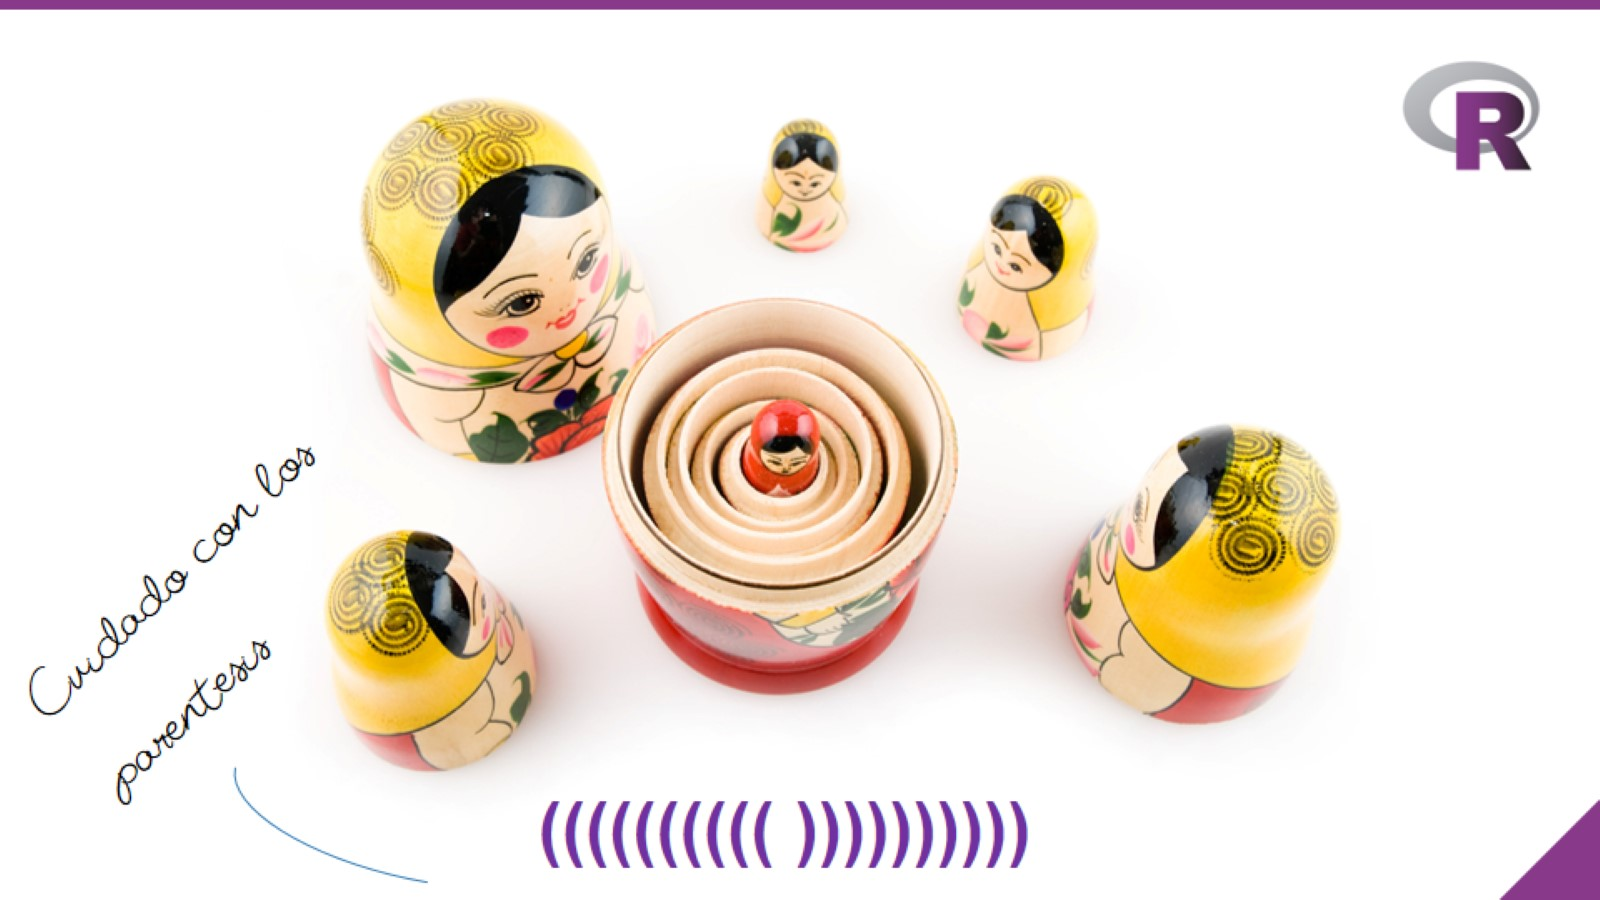 R
Cuidado con los
parentesis
(((((((((( ))))))))))